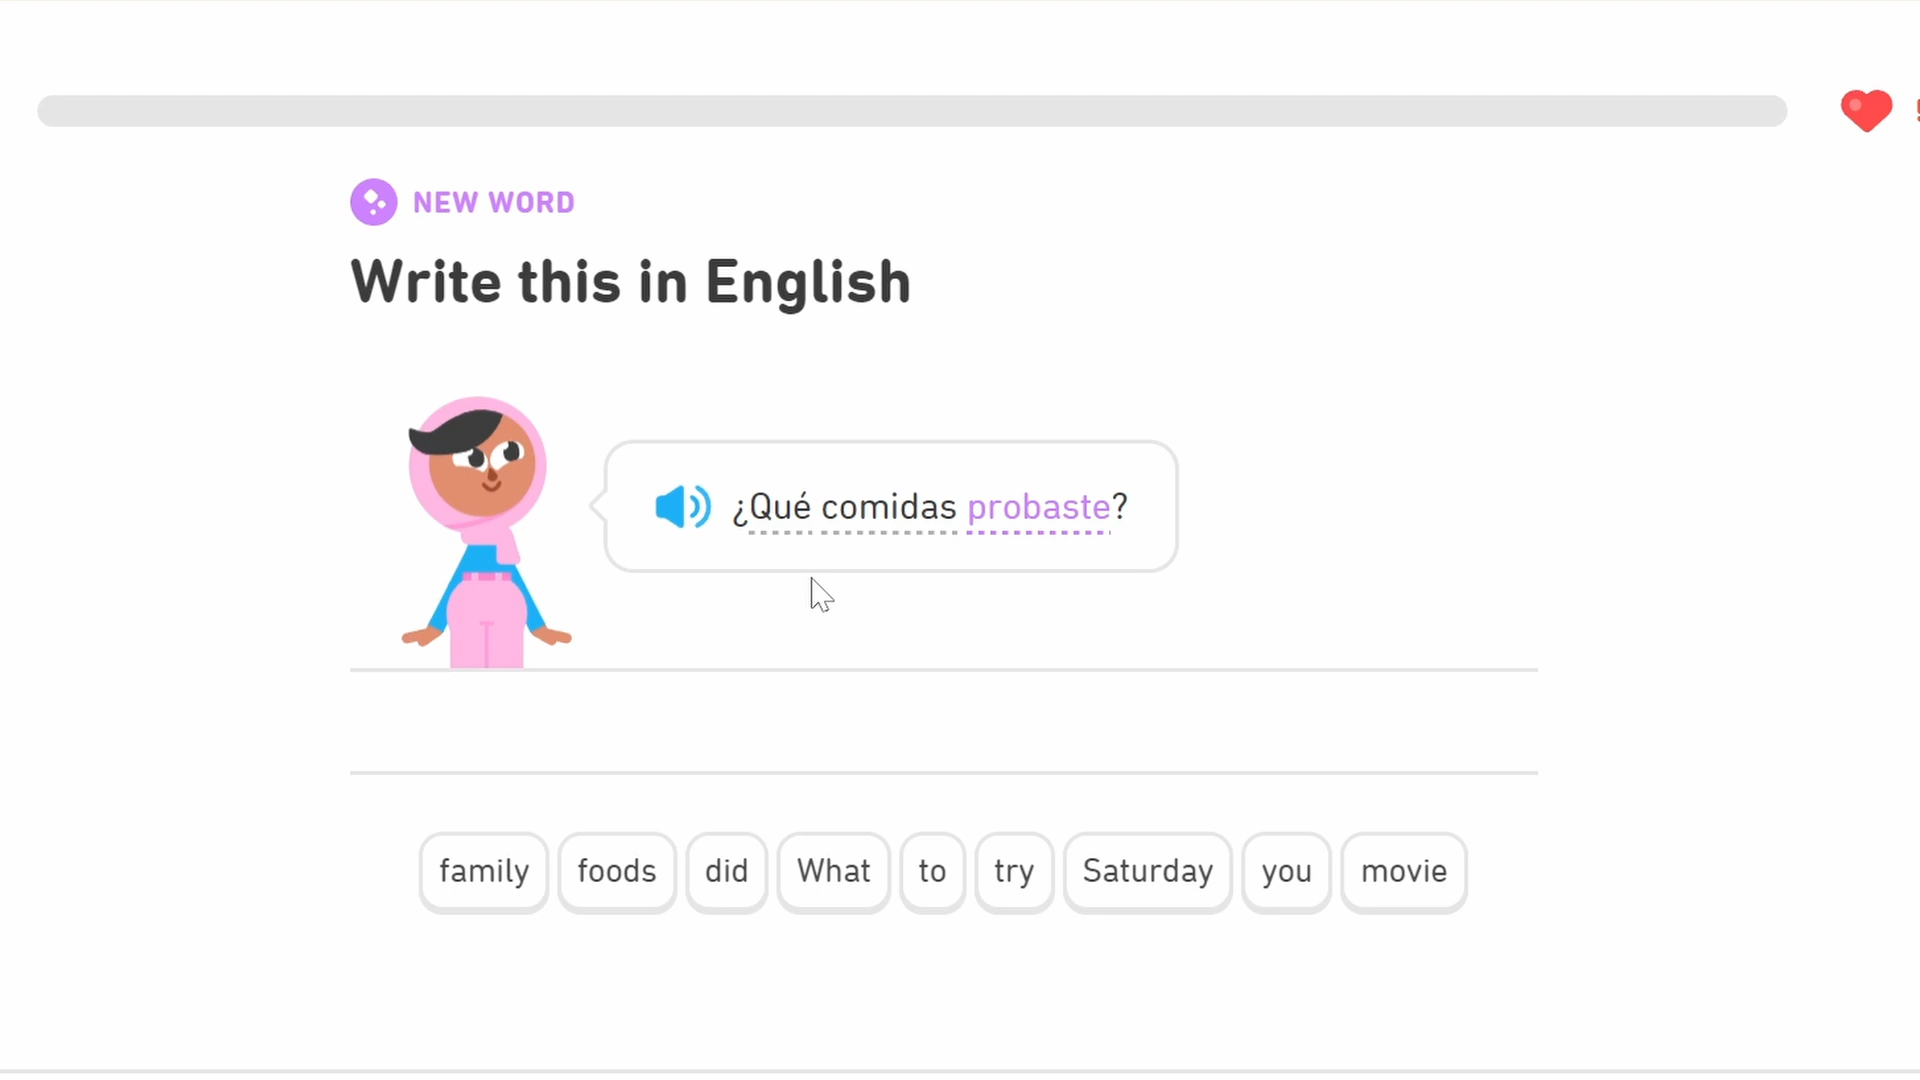 NEW WORD
Write this in English
¿Qué comidas probaste?
family foods did What to try Saturday you movie